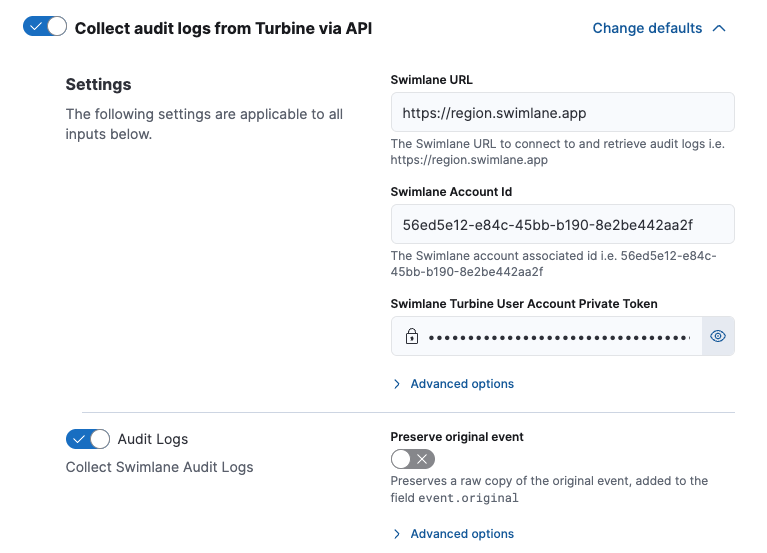 Collect audit logs from Turbine via API
Change defaults
Settings
The following settings are applicable to all
inputs below.
Swimlane URL
https://region.swimlane.app
The Swimlane URL to connect to and retrieve audit logs i.e.
https://region.swimlane.app
Swimlane Account Id
56ed5e12-e84c-45bb-b190-8e2be442aa2f
The Swimlane account associated id i.e. 56ed5e12-e84c-
45bb-b190-8e2be442aa2f
Swimlane Turbine User Account Private Token
Advanced options
Audit Logs
Collect Swimlane Audit Logs
Preserve original event
Preserves a raw copy of the original event, added to the
field event.original
Advanced options